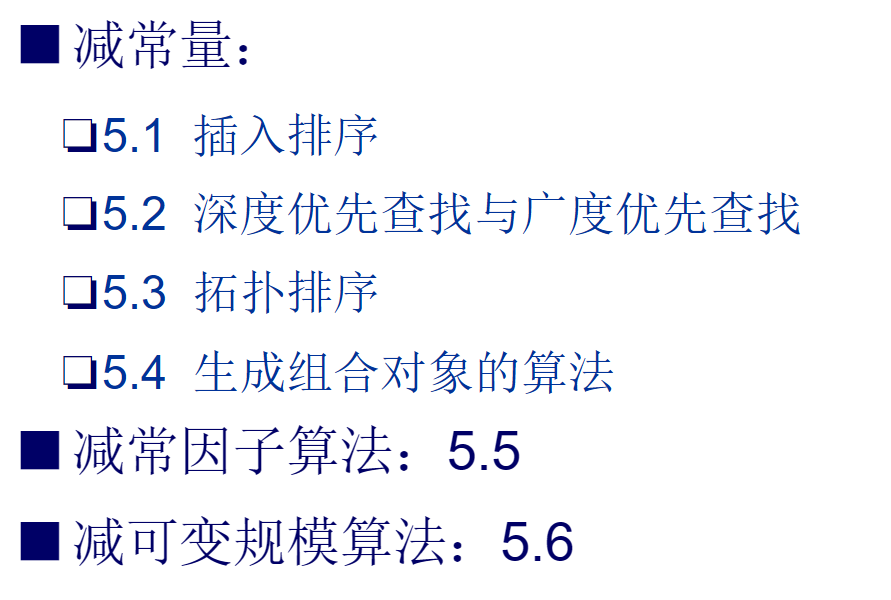 ■ 减常量：
❑5.1 插入排序
❑5.2 深度优先查找与广度优先查找
❑5.3 拓扑排序
❑5.4 生成组合对象的算法
■ 减常因子算法：5.5
■ 减可变规模算法：5.6